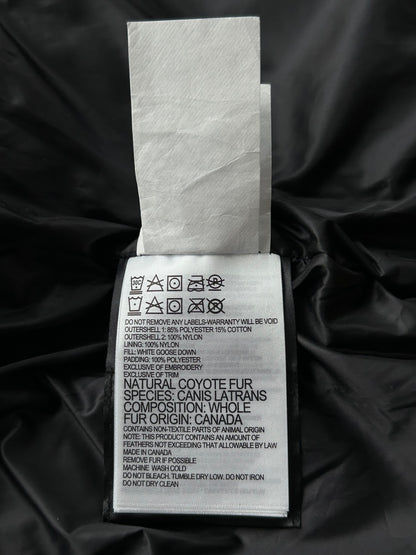 DO NOT REMOVE ANY LABELS-WARRANTY WILL BE VOID
OUTERSHELL 1: 85% POLYESTER 15% COTTON
OUTERSHELL 2: 100% NYLON
LINING: 100% NYLON
FILL: WHITE GOOSE DOWN
PADDING: 100% POLYESTER
EXCLUSIVE OF EMBROIDERY
EXCLUSIVE OF TRIM
NATURAL COYOTE FUR
SPECIES: CANIS LATRANS
COMPOSITION: WHOLE
FUR ORIGIN: CANADA
CONTAINS NON-TEXTILE PARTS OF ANIMAL ORIGIN
NOTE: THIS PRODUCT CONTAINS AN AMOUNT OF
FEATHERS NOT EXCEEDING THAT ALLOWABLE BY LAW
MADE IN CANADA
REMOVE FUR IF POSSIBLE
MACHINE WASH COLD
DO NOT BLEACH. TUMBLE DRY LOW. DO NOT IRON
DO NOT DRY CLEAN